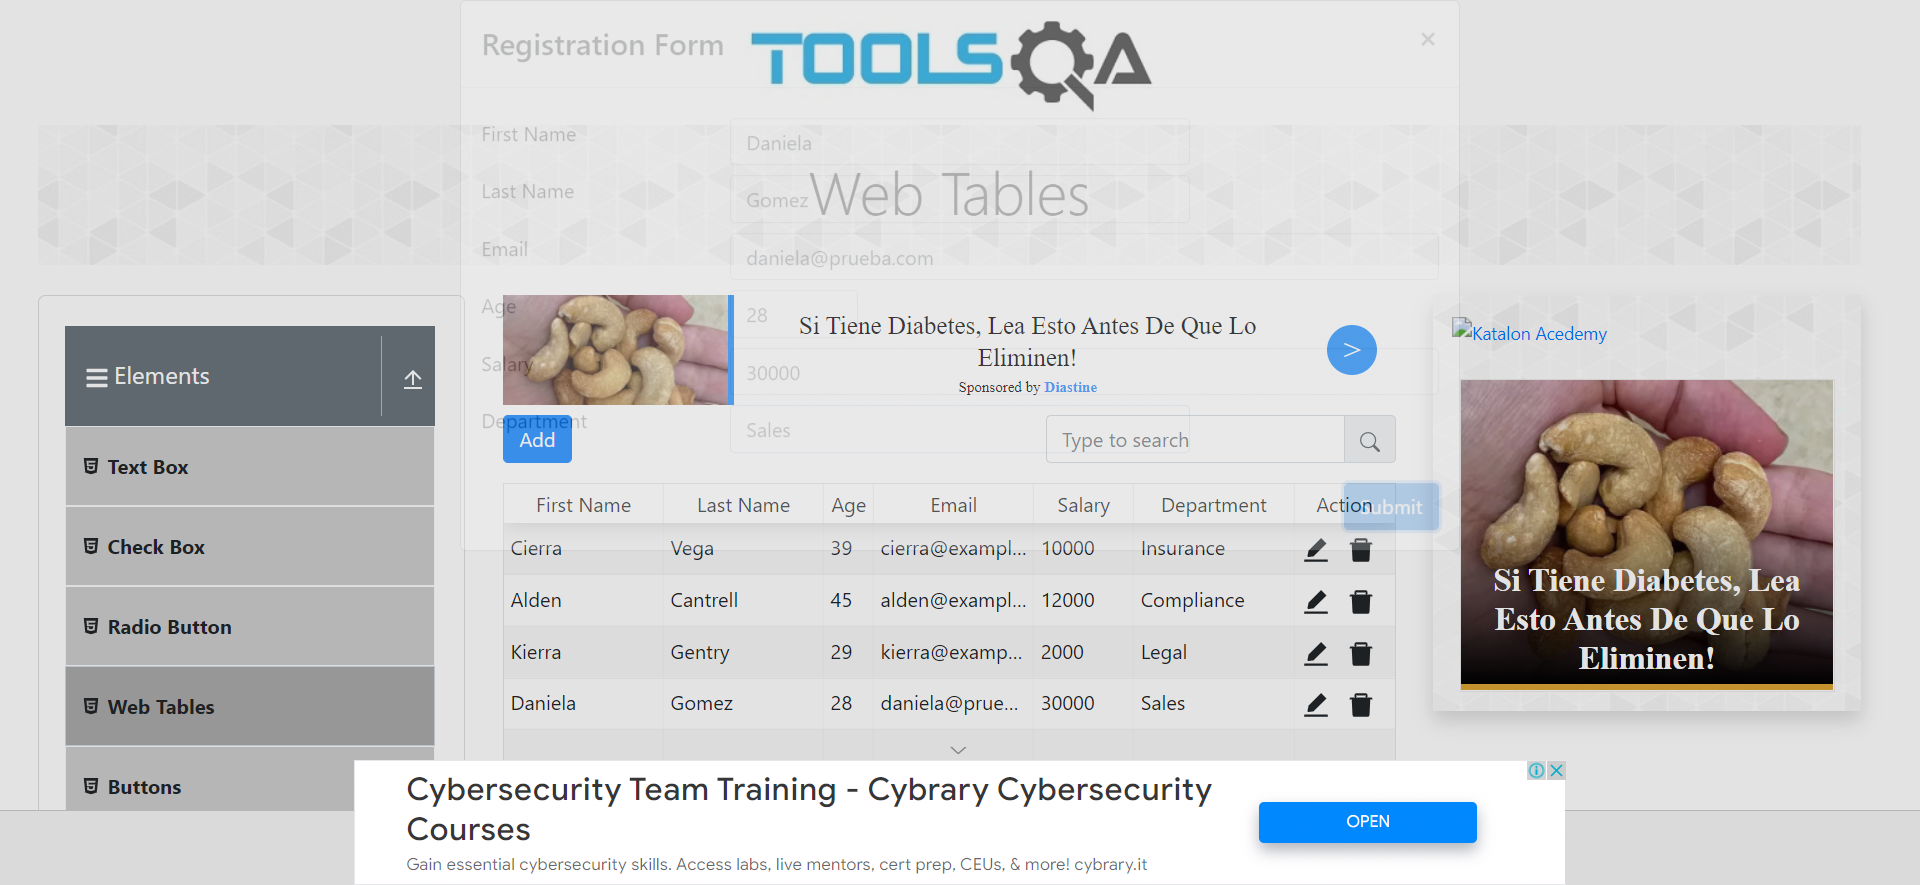 Registration Form
TOOLSQA
×
First Name
Daniela
Last Name
Gomez
Web Tables
Email
daniela@prueba.com
Age
28
Salary
30000
Department
Sales
Submit
Elements
Text Box
Check Box
Radio Button
Web Tables
Buttons
Si Tiene Diabetes, Lea Esto Antes De Que Lo
Eliminen!
Sponsored by Diastine
>
Add
Type to search
First Name Last Name Age Email Salary Department Action
Cierra Vega 39 cierra@exampl... 10000 Insurance
Alden Cantrell 45 alden@exampl... 12000 Compliance
Kierra Gentry 29 kierra@examp... 2000 Legal
Daniela Gomez 28 daniela@prue... 30000 Sales
Katalon Acedemy
Si Tiene Diabetes, Lea
Esto Antes De Que Lo
Eliminen!
Cybersecurity Team Training - Cybrary Cybersecurity
Courses
Gain essential cybersecurity skills. Access labs, live mentors, cert prep, CEUs, & more! cybrary.it
OPEN